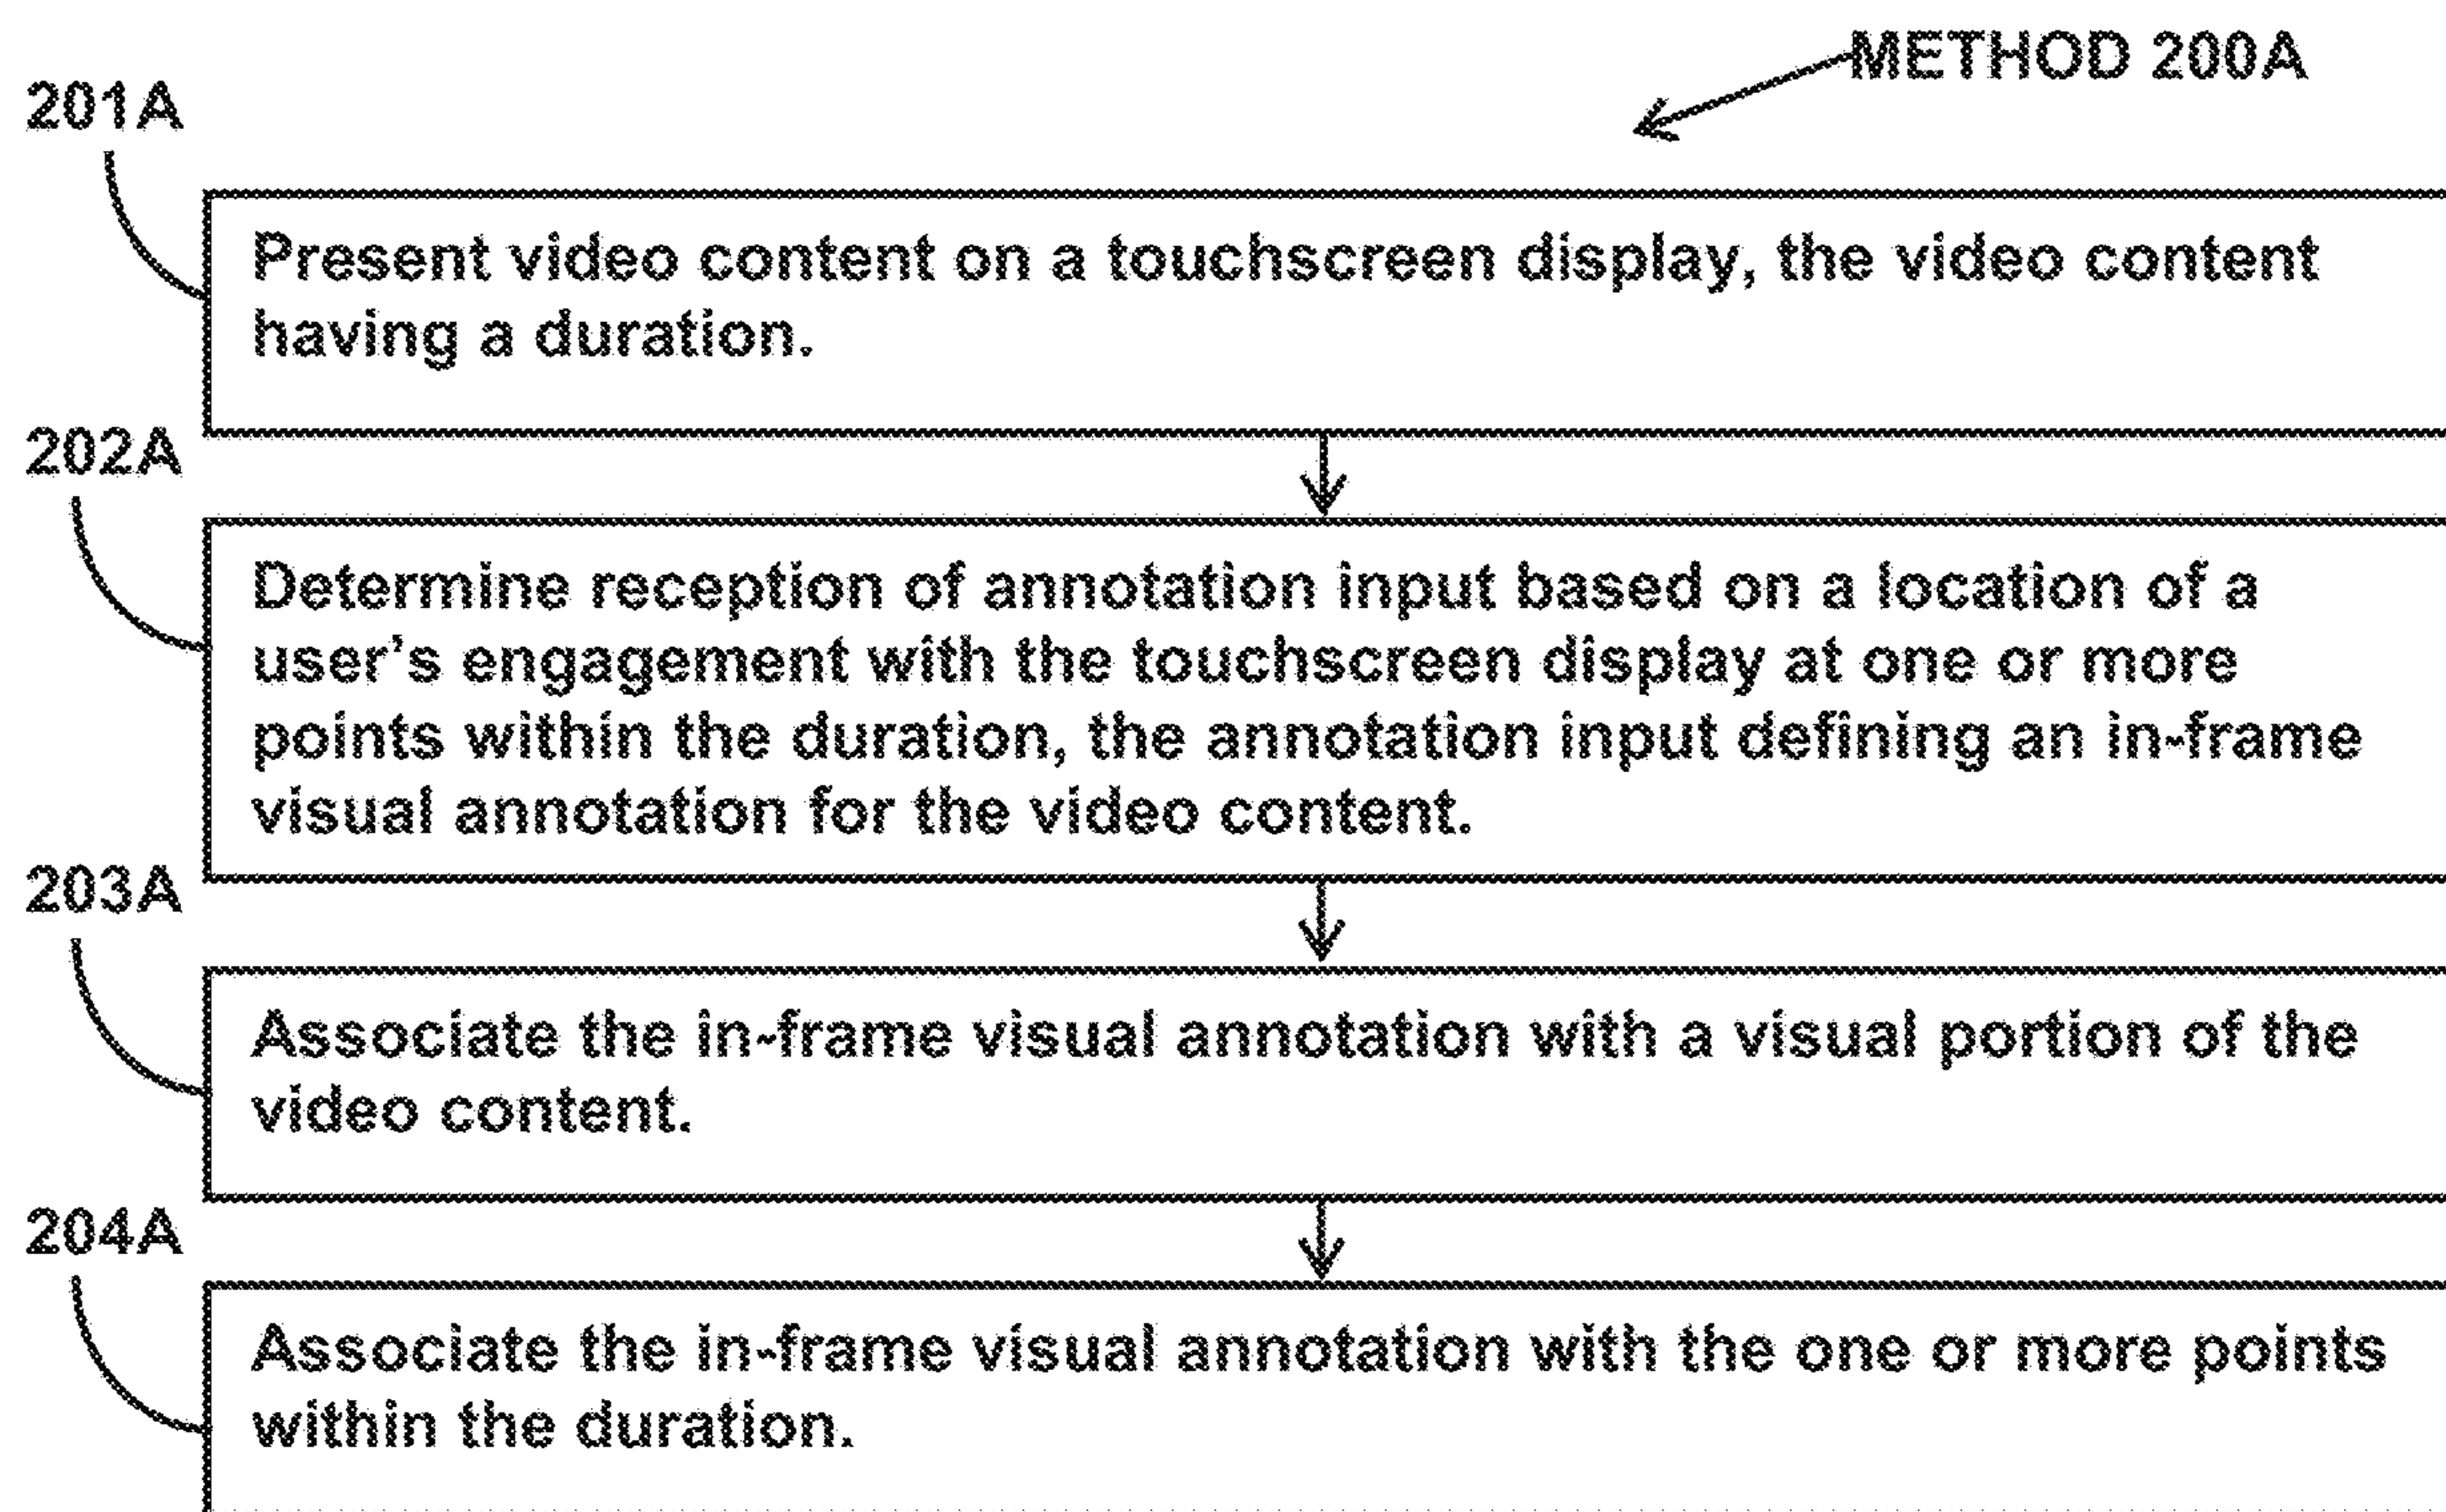 METHOD 200A
201A
Present video content on a touchscreen display, the video content
having a duration.
202A
Determine reception of annotation input based on a location of a
user's engagement with the touchscreen display at one or more
points within the duration, the annotation input defining an in-frame
visual annotation for the video content.
203A
Associate the in-frame visual annotation with a visual portion of the
video content.
204A
Associate the in-frame visual annotation with the one or more points
within the duration.